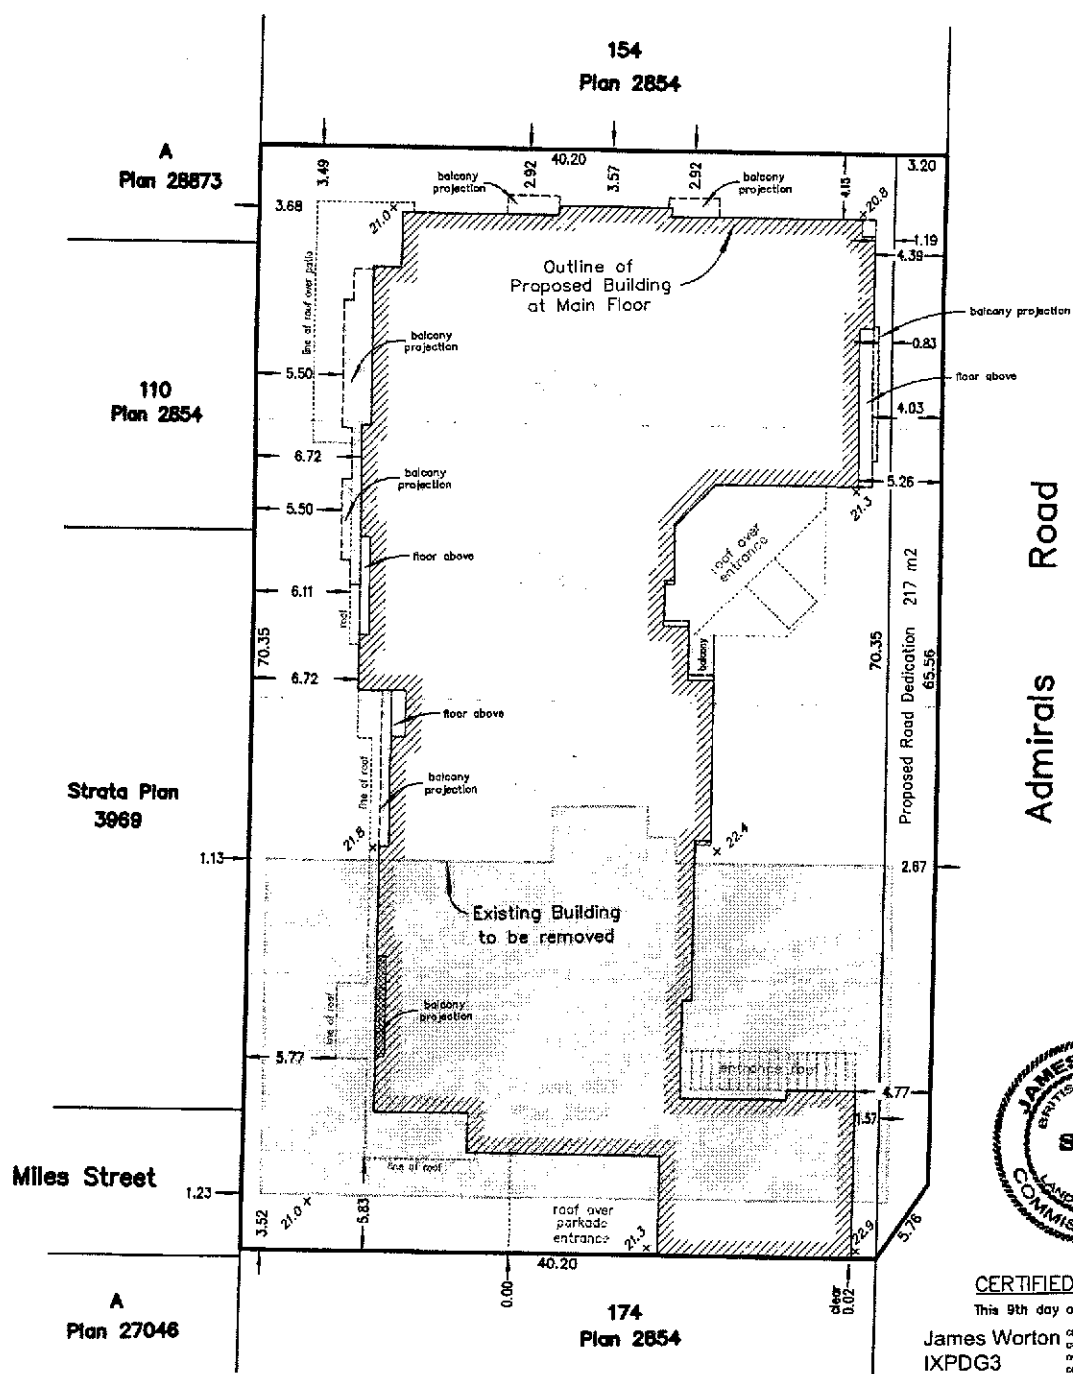 154
Plan 2854
A
Plan 28873
3.49
2.92
40.20
3.57
2.92
4.15
3.20
balcony
projection
balcony
projection
3.68
21.0
20.8
1.19
4.39
Outline of
Proposed Building
at Main Floor
line of roof over patio
balcony projection
0.83
balcony
projection
5.50
floor above
110
Plan 2854
4.03
6.72
balcony
projection
5.50
5.26
21.3
floor above
roof over
entrance
6.11
roof
Admirals Road
Proposed Road Dedication 217 m2
70.35
70.35
65.56
balcony
6.72
floor above
line of roof
balcony
projection
Strata Plan
3969
21.8
22.4
1.13
2.67
Existing Building
to be removed
line of roof
balcony
projection
5.77
entrance roof
4.77
1.57
JAMES
BRITIS
LAND
COMMIS
Miles Street
line of roof
1.23
21.0
5.83
3.52
roof over
parkade
entrance
21.3
22.9
5.76
40.20
0.00
clear
0.02
A
Plan 27046
174
Plan 2854
CERTIFIED
This 9th day o
James Worton
IXPDG3